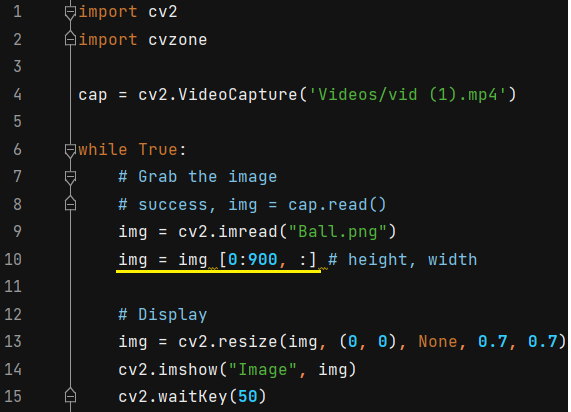 1 import cv2
2 import cvzone
3
4 cap = cv2.VideoCapture('Videos/vid (1).mp4')
5
6 while True:
7     # Grab the image
8     # success, img = cap.read()
9     img = cv2.imread("Ball.png")
10     img = img [0:900, :] # height, width
11
12     # Display
13     img = cv2.resize(img, (0, 0), None, 0.7, 0.7)
14     cv2.imshow("Image", img)
15     cv2.waitKey(50)